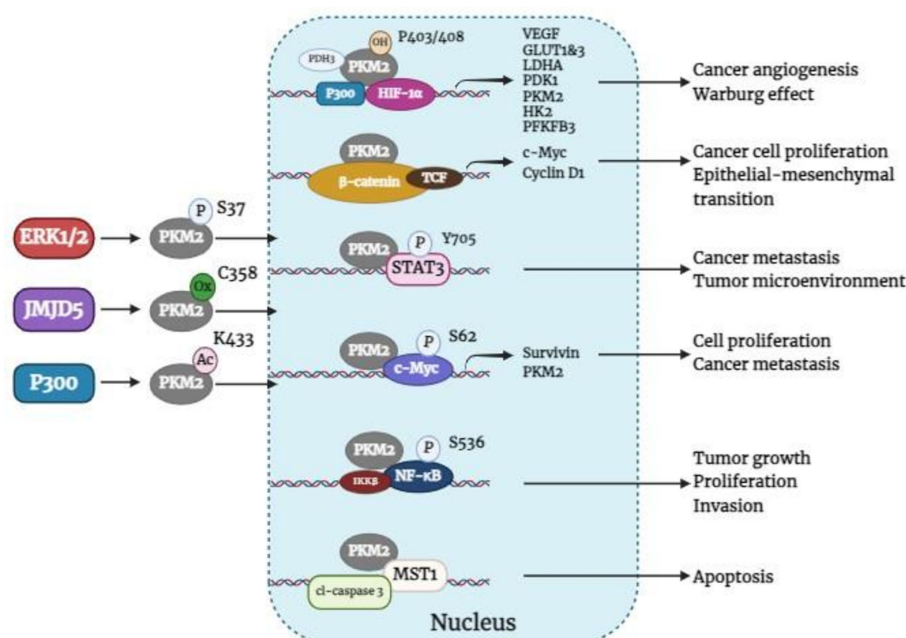 OH
P403/408
PDH3
PKM2
P300
HIF-1α
VEGF
GLUT1&3
LDHA
PDK1
PKM2
HK2
PFKFB3
Cancer angiogenesis
Warburg effect
PKM2
β-catenin
TCF
c-Myc
Cyclin D1
Cancer cell proliferation
Epithelial-mesenchymal
transition
ERK1/2
P
S37
PKM2
PKM2
P
Y705
STAT3
Cancer metastasis
Tumor microenvironment
JMJD5
Ox
C358
PKM2
P300
Ac
K433
PKM2
PKM2
P
S62
c-Myc
Survivin
PKM2
Cell proliferation
Cancer metastasis
PKM2
P
S536
IKKβ
NF-κB
Tumor growth
Proliferation
Invasion
PKM2
MST1
cl-caspase 3
Apoptosis
Nucleus